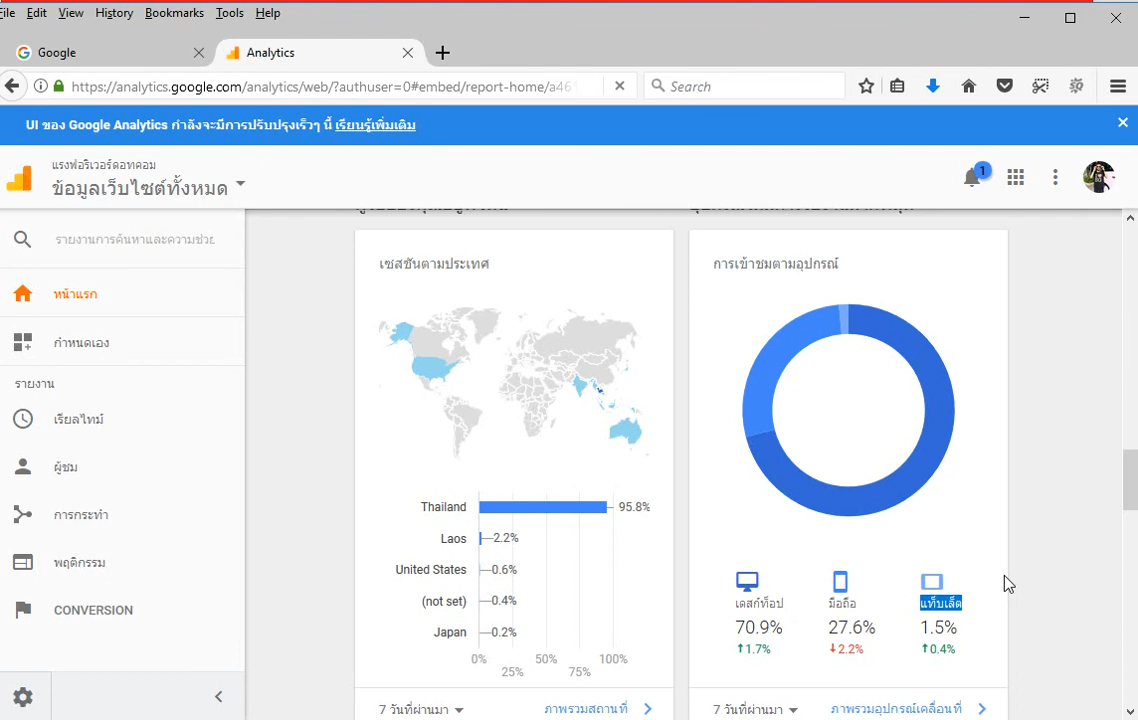 File Edit View History Bookmarks Tools Help
Google
Analytics
https://analytics.google.com/analytics/web/?authuser=0#embed/report-home/a46
Search
UI ของ Google Analytics กำลังจะมีการปรับปรุงเร็วๆ นี้ เรียนรู้เพิ่มเติม
แรงฟอริเวอร์ดอทคอม
ข้อมูลเว็บไซต์ทั้งหมด
1
รายงานการค้นหาและความช่วย
หน้าแรก
กำหนดเอง
รายงาน
เรียลไทม์
ผู้ชม
การกระทำ
พฤติกรรม
CONVERSION
เซสชันตามประเทศ
Thailand 95.8%
Laos 2.2%
United States 0.6%
(not set) 0.4%
Japan 0.2%
0% 50% 100%
25% 75%
7 วันที่ผ่านมา ภาพรวมสถานที่
การเข้าชมตามอุปกรณ์
เดสก์ท็อป มือถือ แท็บเล็ต
70.9% 27.6% 1.5%
1.7% 2.2% 0.4%
7 วันที่ผ่านมา ภาพรวมอุปกรณ์เคลื่อนที่